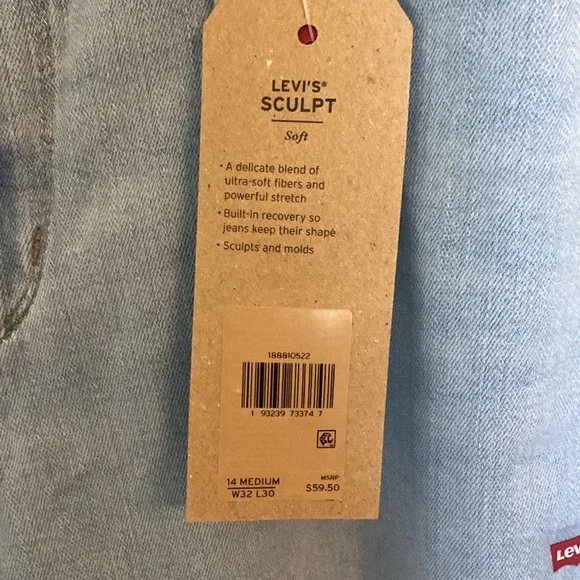 LEVI'S®
SCULPT
Soft
• A delicate blend of
ultra-soft fibers and
powerful stretch
• Built-in recovery so
jeans keep their shape
• Sculpts and molds
188810522
1 93239 73374 7
14 MEDIUM
W32 L30
MSRP
$59.50
Lev